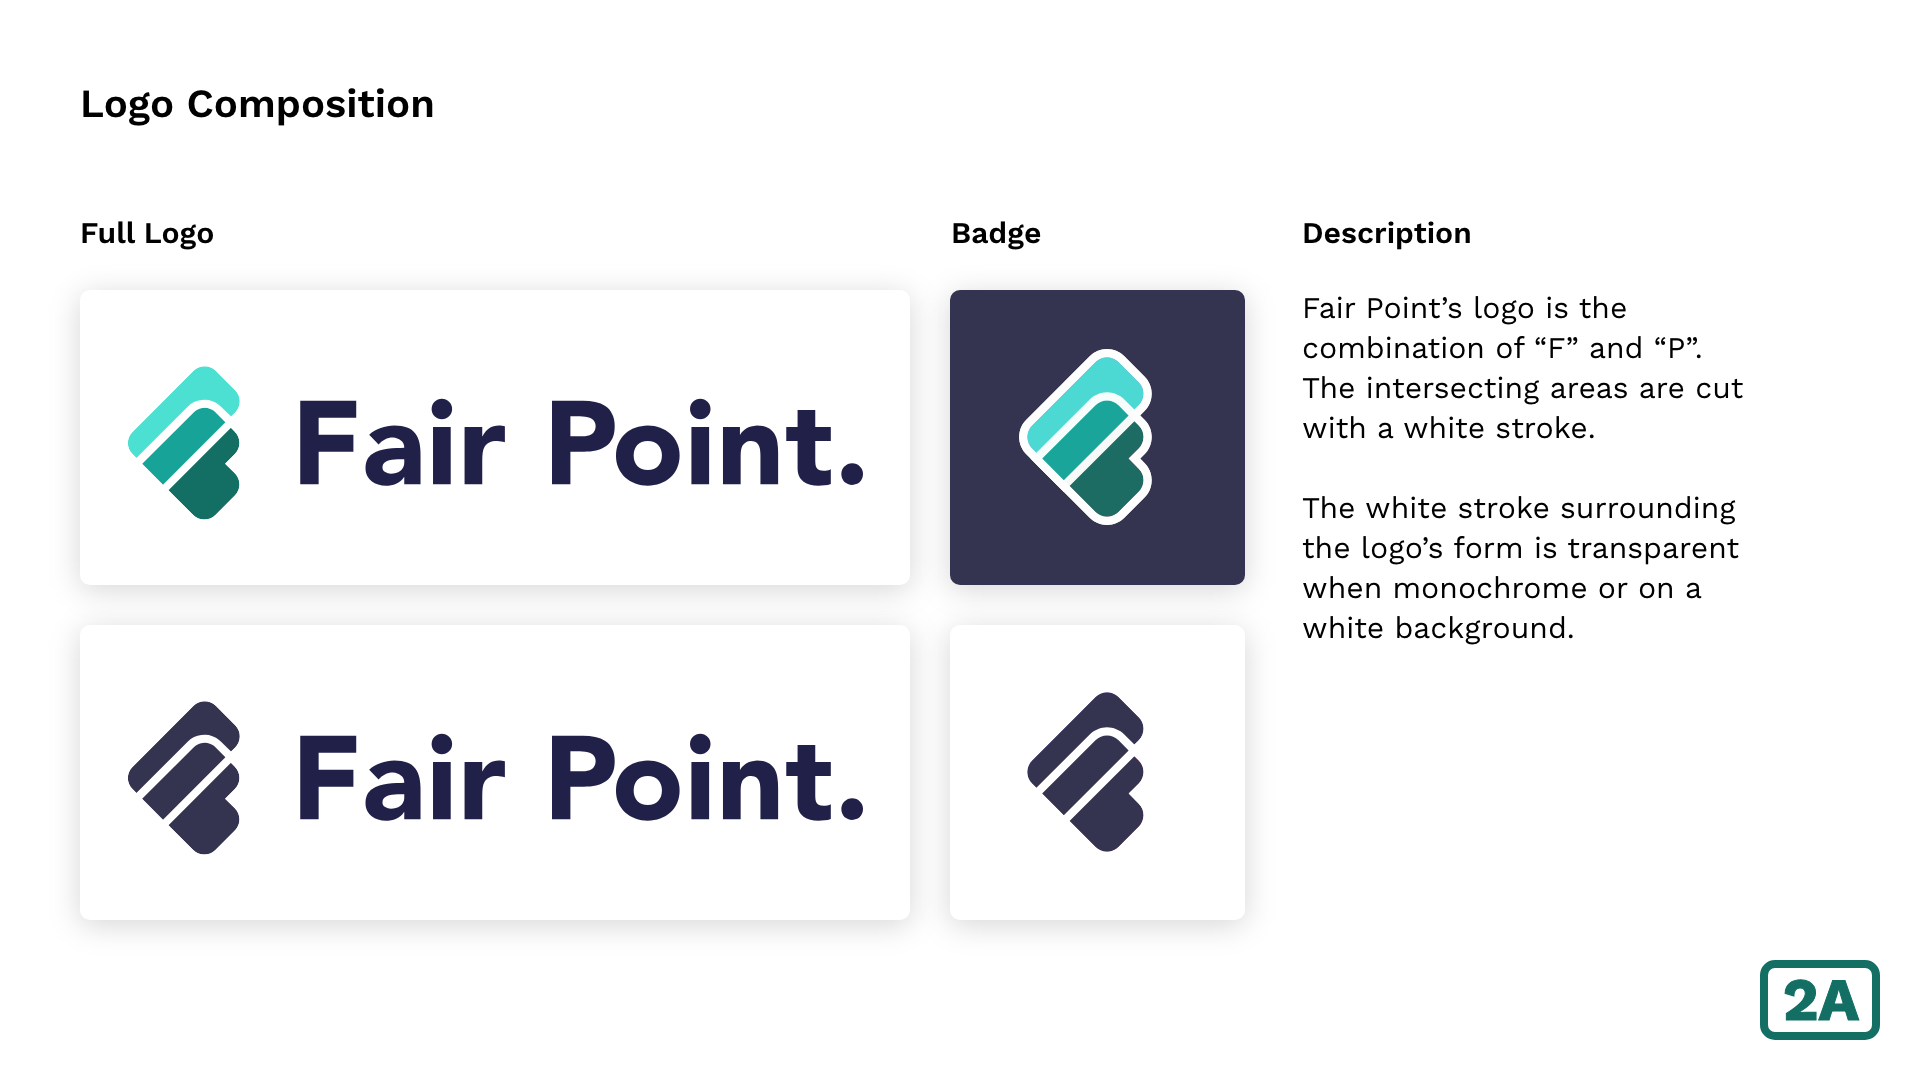 Logo Composition
Full Logo
Badge
Description
Fair Point.
Fair Point.
Fair Point’s logo is the
combination of “F” and “P”.
The intersecting areas are cut
with a white stroke.
The white stroke surrounding
the logo’s form is transparent
when monochrome or on a
white background.
2A